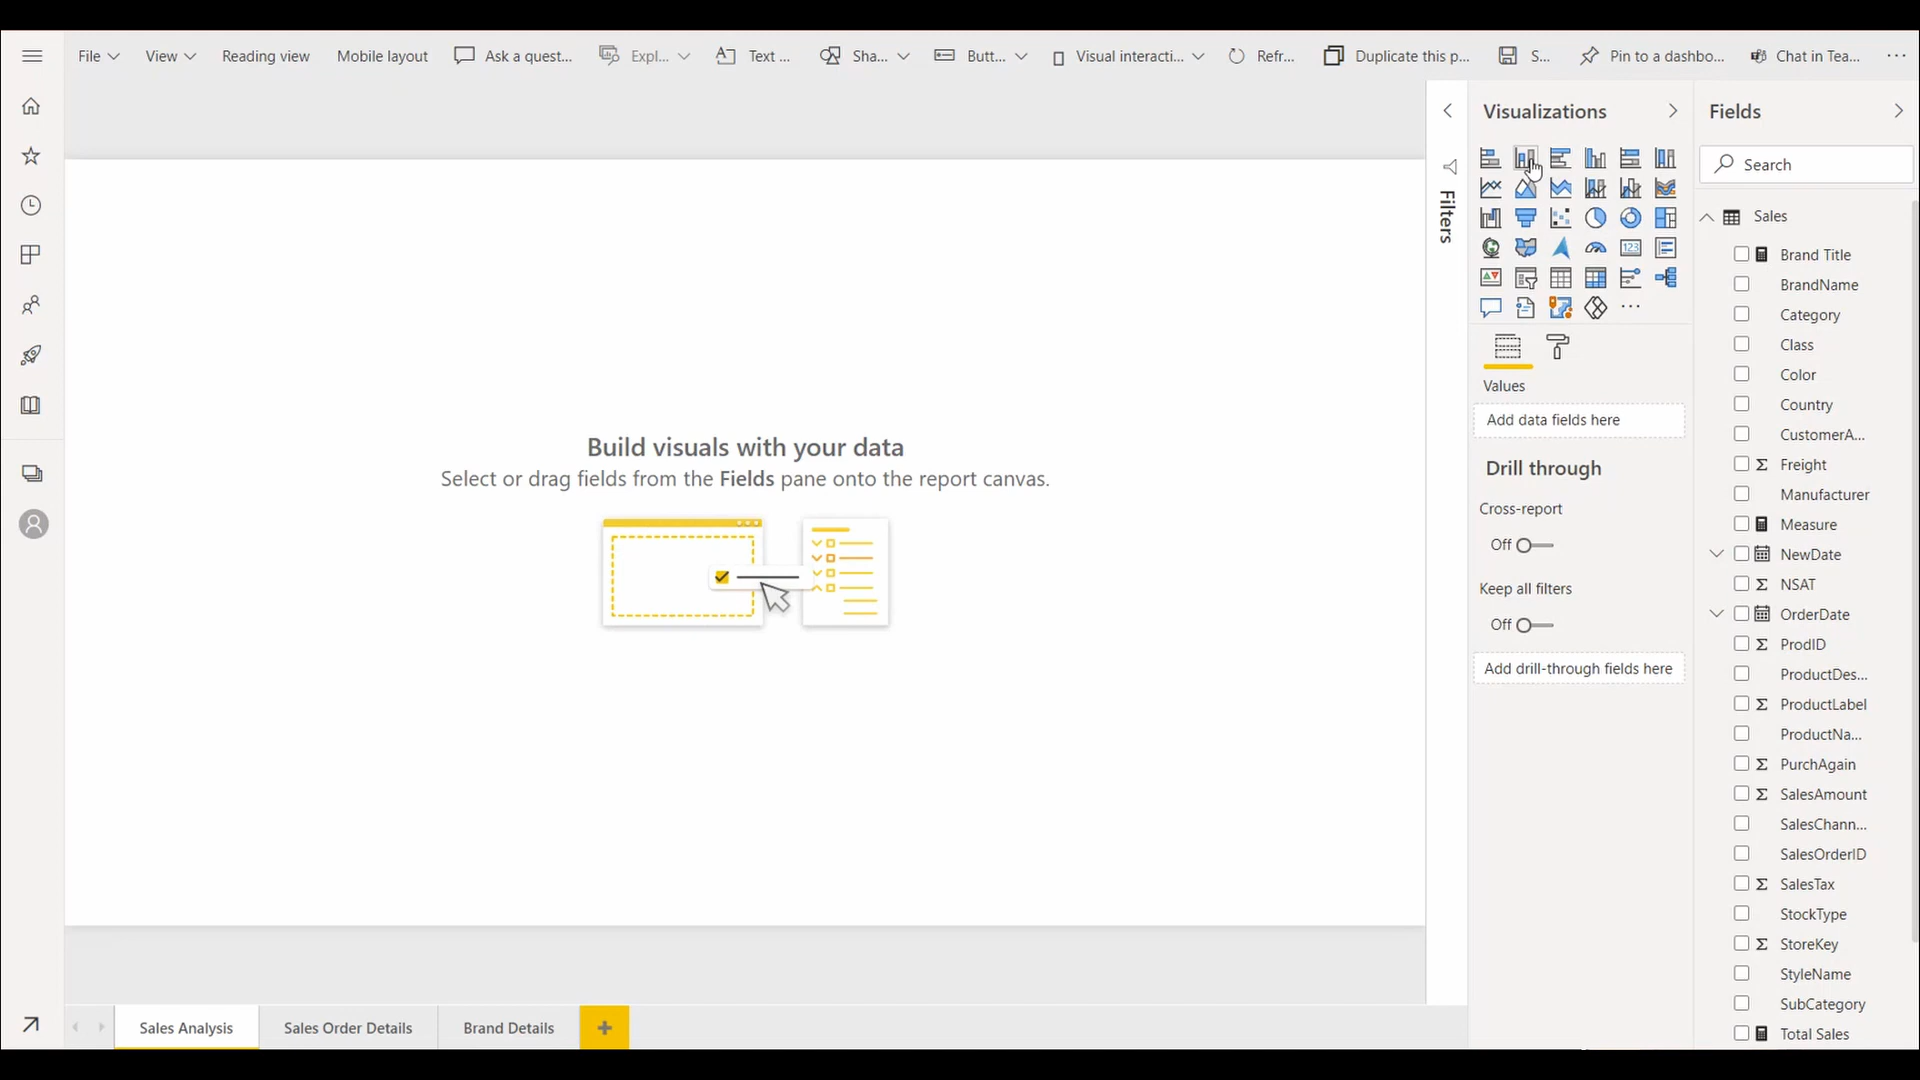 File
View
Reading view
Mobile layout
Ask a quest...
Expl...
Text ...
Sha...
Butt...
Visual interacti...
Refr...
Duplicate this p...
S...
Pin to a dashbo...
Chat in Tea...
Build visuals with your data
Select or drag fields from the Fields pane onto the report canvas.
Filters
Visualizations
123
Values
Add data fields here
Drill through
Cross-report
Off
Keep all filters
Off
Add drill-through fields here
Fields
Search
Sales
Brand Title
BrandName
Category
Class
Color
Country
CustomerA...
Freight
Manufacturer
Measure
NewDate
NSAT
OrderDate
ProdID
ProductDes...
ProductLabel
ProductNa...
PurchAgain
SalesAmount
SalesChann...
SalesOrderID
SalesTax
StockType
StoreKey
StyleName
SubCategory
Total Sales
Sales Analysis
Sales Order Details
Brand Details